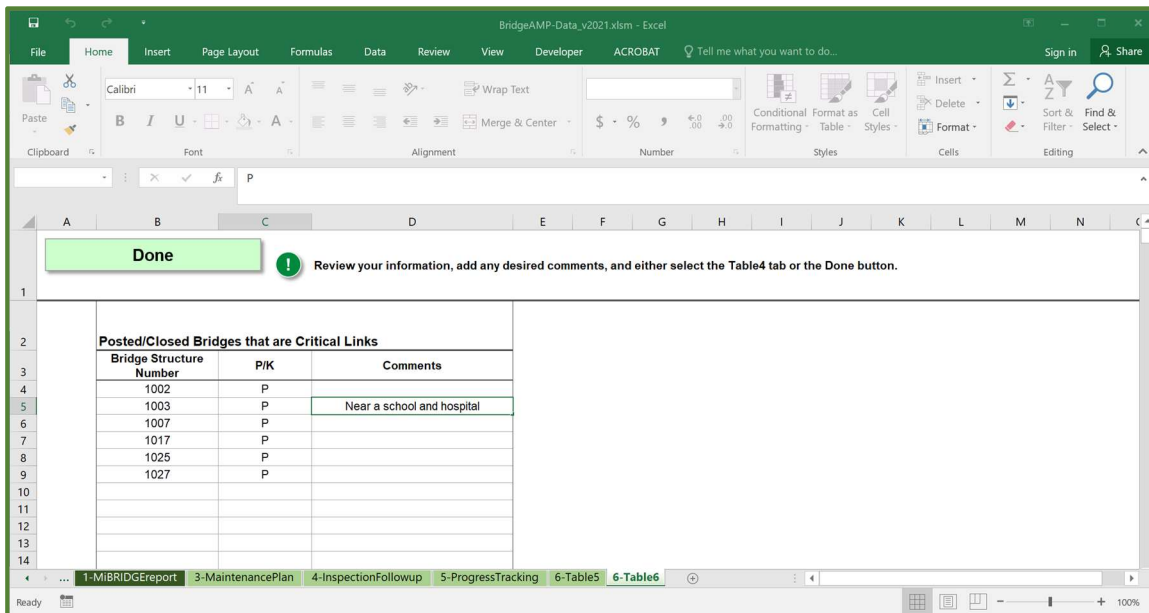 BridgeAMP-Data_v2021.xlsm - Excel
File Home Insert Page Layout Formulas Data Review View Developer ACROBAT Tell me what you want to do... Sign in Share
Paste
Calibri 11 A A
B I U A
Wrap Text
Merge & Center
$ % , .0 .00
Conditional Formatting Format as Table Cell Styles
Insert
Delete
Format
Sort & Filter Find & Select
Clipboard Font Alignment Number Styles Cells Editing
fx P
A B C D E F G H I J K L M N
Done ! Review your information, add any desired comments, and either select the Table4 tab or the Done button.
1
2 Posted/Closed Bridges that are Critical Links
3 Bridge Structure Number P/K Comments
4 1002 P
5 1003 P Near a school and hospital
6 1007 P
7 1017 P
8 1025 P
9 1027 P
10
11
12
13
14
... 1-MiBRIDGEreport 3-MaintenancePlan 4-InspectionFollowup 5-ProgressTracking 6-Table5 6-Table6
Ready 100%